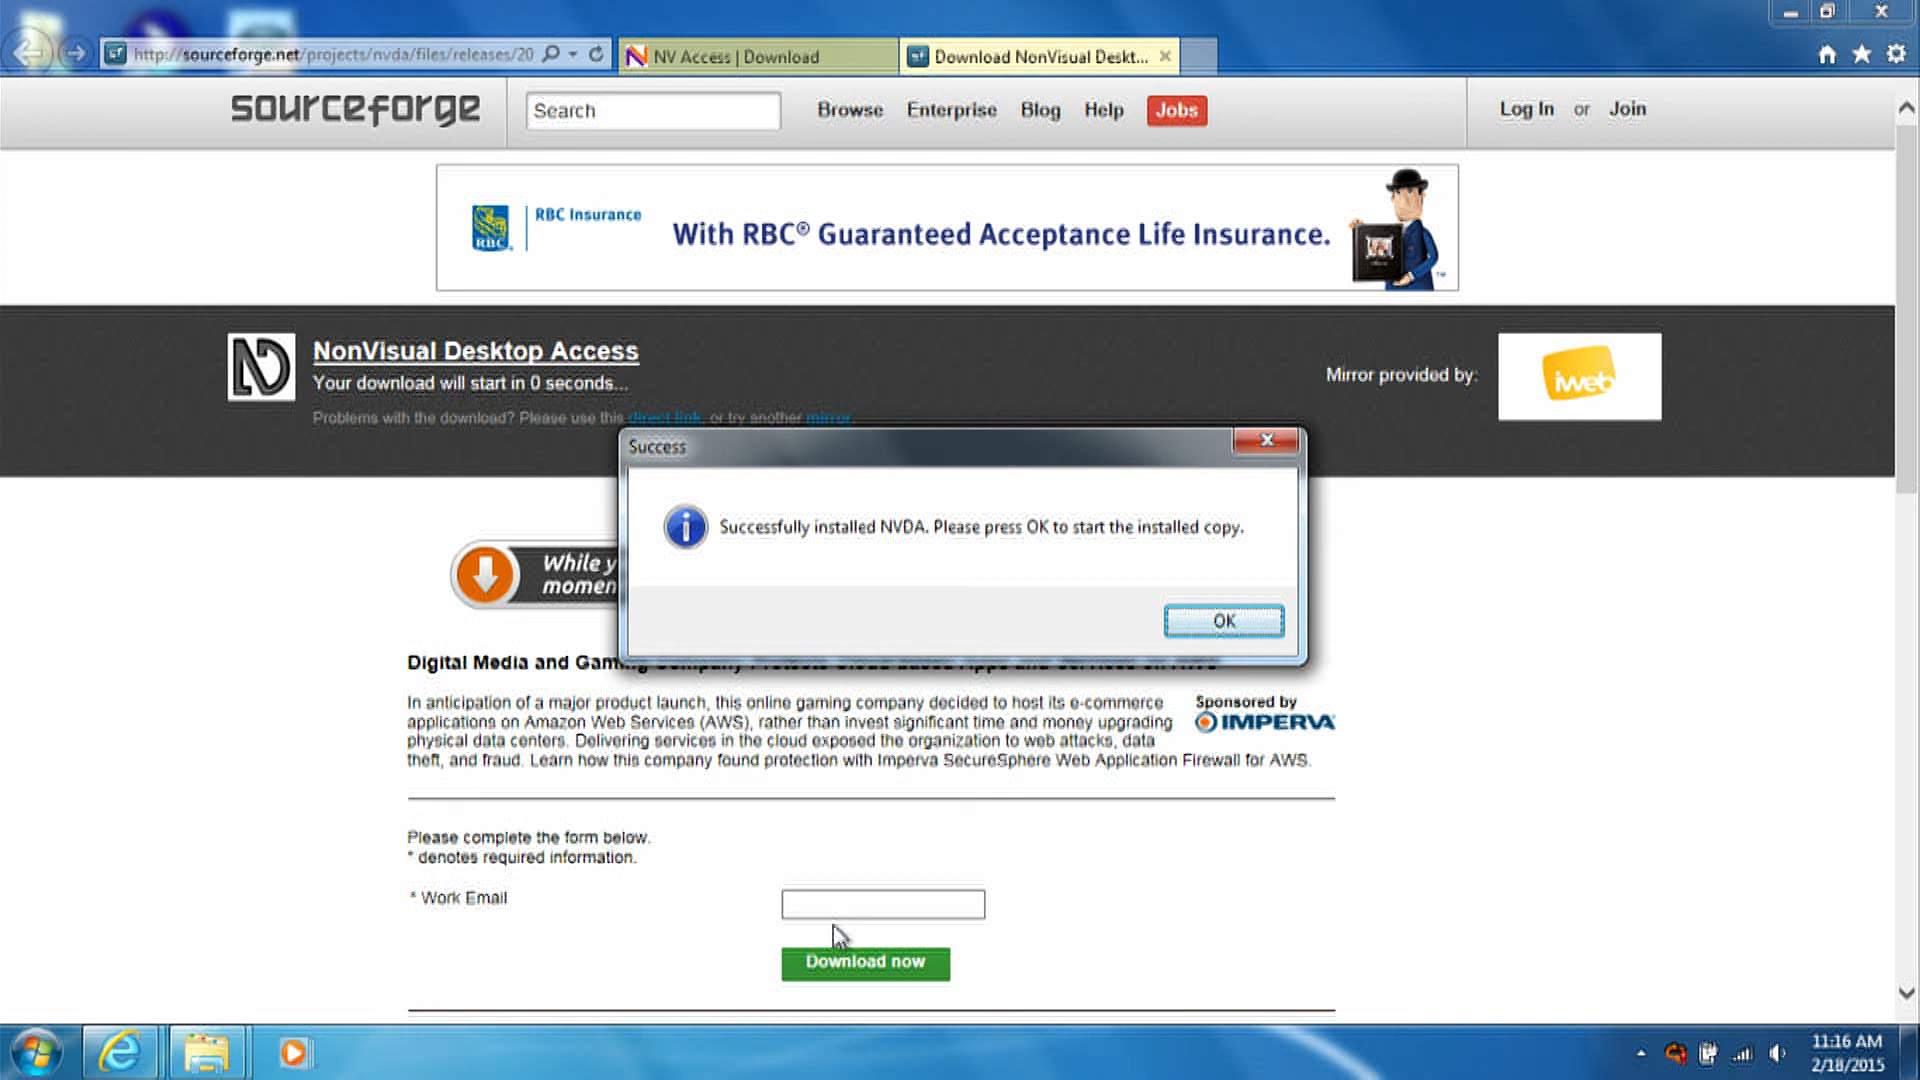 http://sourceforge.net/projects/nvda/files/releases/20
NV Access | Download
Download NonVisual Deskt...
sourceforge
Search
Browse
Enterprise
Blog
Help
Jobs
Log In or Join
RBC
RBC Insurance
With RBC® Guaranteed Acceptance Life Insurance.
NonVisual Desktop Access
Your download will start in 0 seconds...
Problems with the download? Please use this direct link, or try another mirror.
Mirror provided by:
iweb
Success
Successfully installed NVDA. Please press OK to start the installed copy.
OK
While y
momen
Digital Media and Gaming Company
In anticipation of a major product launch, this online gaming company decided to host its e-commerce
applications on Amazon Web Services (AWS), rather than invest significant time and money upgrading
physical data centers. Delivering services in the cloud exposed the organization to web attacks, data
theft, and fraud. Learn how this company found protection with Imperva SecureSphere Web Application Firewall for AWS.
Sponsored by
IMPERVA
Please complete the form below.
* denotes required information.
* Work Email
Download now
11:16 AM
2/18/2015